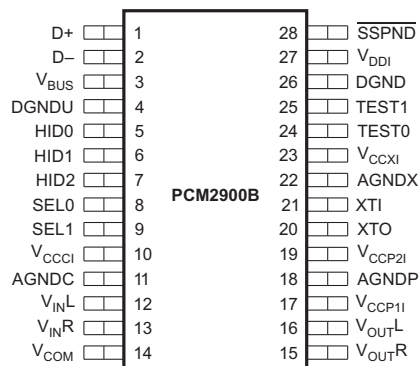 D+ 1 28 SSPND
D– 2 27 VDDI
VBUS 3 26 DGND
DGNDU 4 25 TEST1
HID0 5 24 TEST0
HID1 6 23 VCCXI
HID2 7 22 AGNDX
PCM2900B
SEL0 8 21 XTI
SEL1 9 20 XTO
VCCCI 10 19 VCCP2I
AGNDC 11 18 AGNDP
VINL 12 17 VCCP1I
VINR 13 16 VOUTL
VCOM 14 15 VOUTR